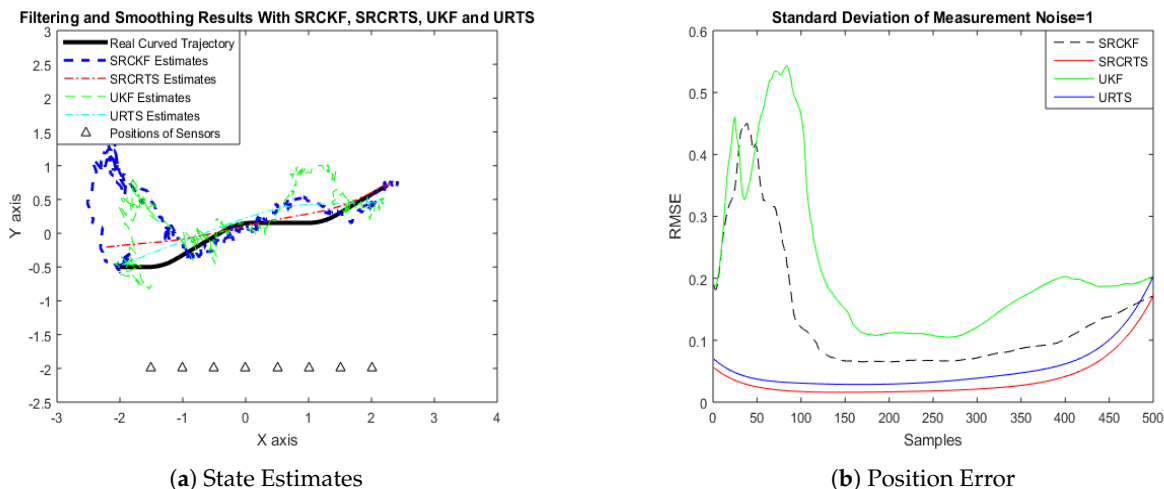 Filtering and Smoothing Results With SRCKF, SRCRTS, UKF and URTS
3
2.5
2
1.5
1
0.5
0
-0.5
-1
-1.5
-2
-2.5
Y axis
Real Curved Trajectory
SRCKF Estimates
SRCRTS Estimates
UKF Estimates
URTS Estimates
Positions of Sensors
-3 -2 -1 0 1 2 3 4
X axis
(a) State Estimates
Standard Deviation of Measurement Noise=1
0.6
0.5
0.4
0.3
0.2
0.1
0
RMSE
SRCKF
SRCRTS
UKF
URTS
0 50 100 150 200 250 300 350 400 450 500
Samples
(b) Position Error